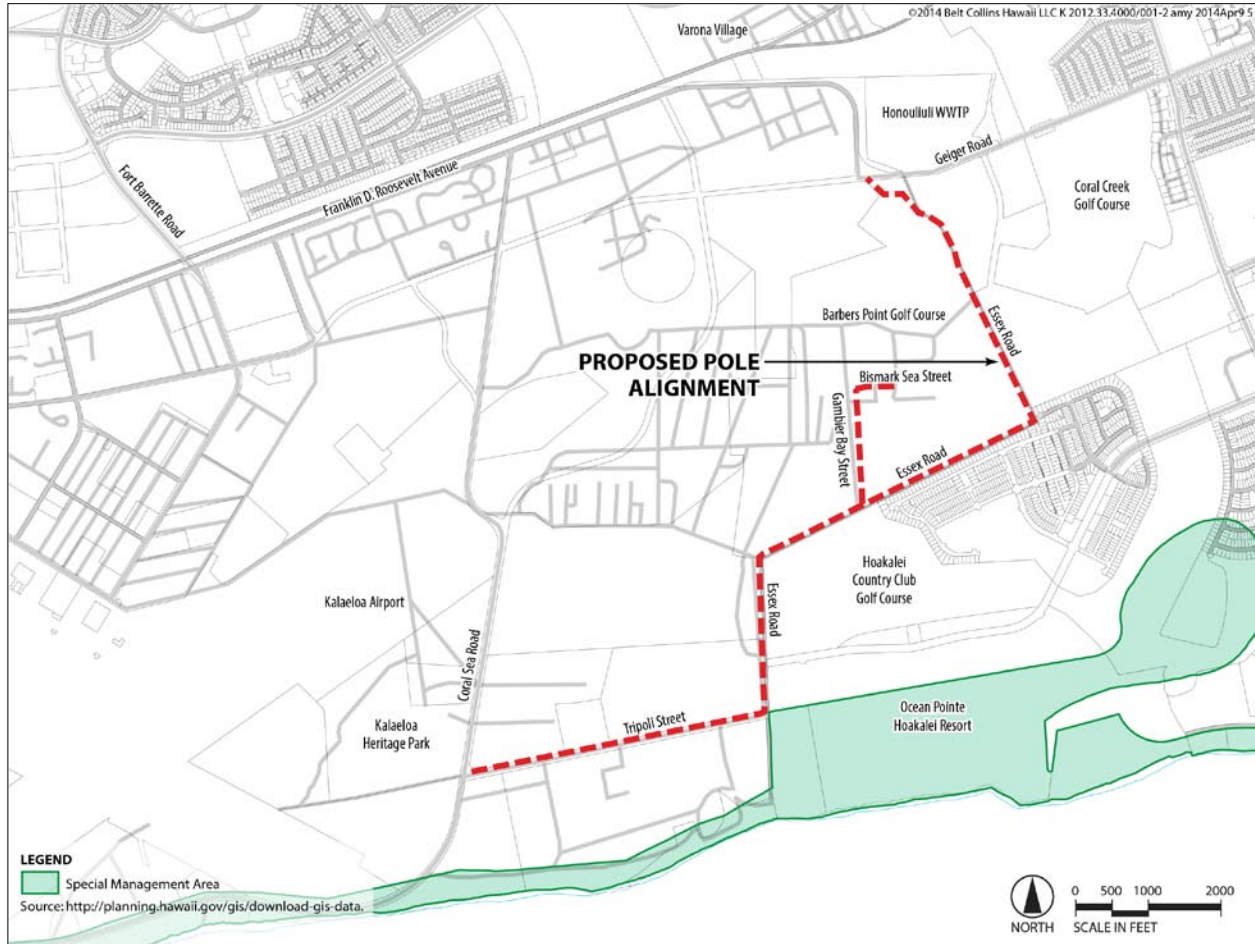 ©2014 Belt Collins Hawaii LLC K 2012.33.4000/001-2 amy 2014Apr9 5
Varona Village
Honouliuli WWTP
Geiger Road
Fort Barrette Road
Franklin D. Roosevelt Avenue
Coral Creek
Golf Course
Barbers Point Golf Course
Essex Road
PROPOSED POLE
ALIGNMENT
Bismark Sea Street
Gambier Bay Street
Essex Road
Hoakalei
Country Club
Golf Course
Kalaeloa Airport
Essex Road
Coral Sea Road
Kalaeloa
Heritage Park
Tripoli Street
Ocean Pointe
Hoakalei Resort
LEGEND
Special Management Area
Source: http://planning.hawaii.gov/gis/download-gis-data.
NORTH
0 500 1000 2000
SCALE IN FEET